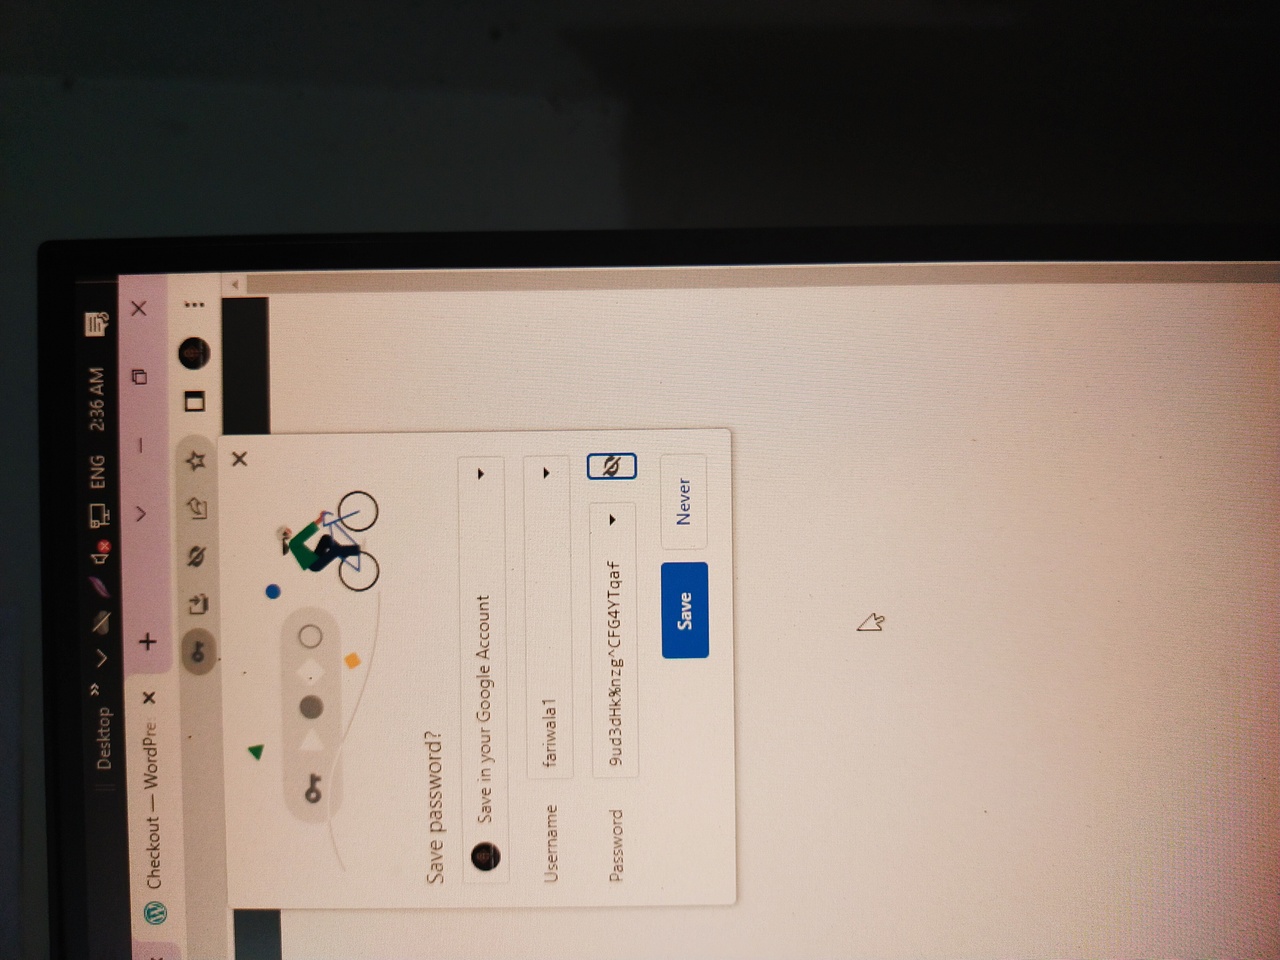 Desktop » ENG 2:36 AM
Checkout — WordPre
Save password?
Save in your Google Account
Username fariwala1
Password 9ud3dHk%nzg^CFG4YTqaf
Save Never